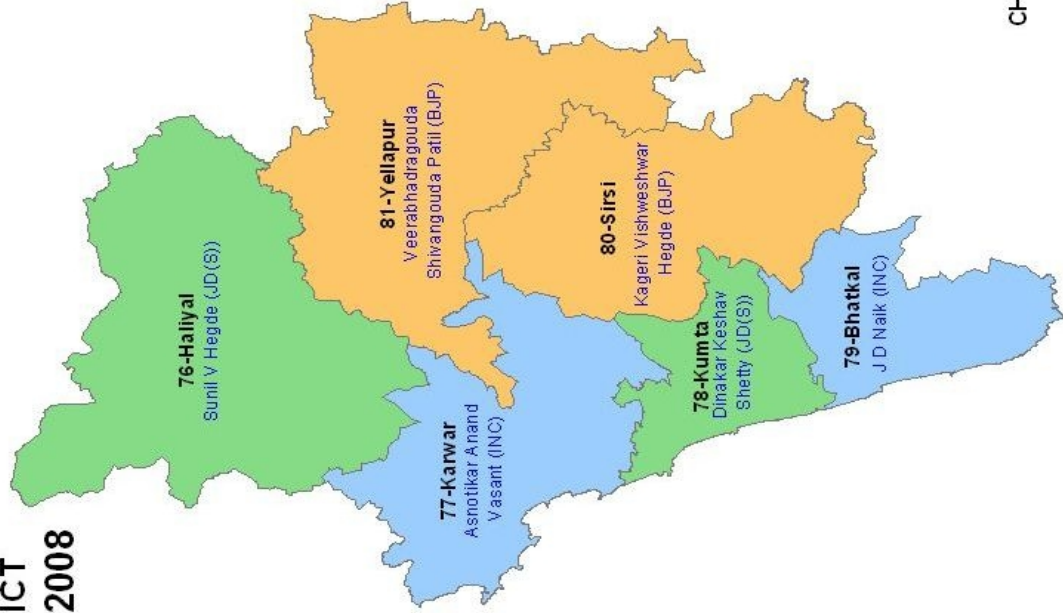 ICT
2008
76-Haliyal
Sunil V Hegde (JD(S))
77-Karwar
Asnotikar Anand
Vasant (INC)
81-Yellapur
Veerabhadragouda
Shivangouda Patil (BJP)
80-Sirsi
Kageri Vishweshwar
Hegde (BJP)
78-Kumta
Dinakar Keshav
Shetty (JD(S))
79-Bhatkal
J D Naik (INC)
CH